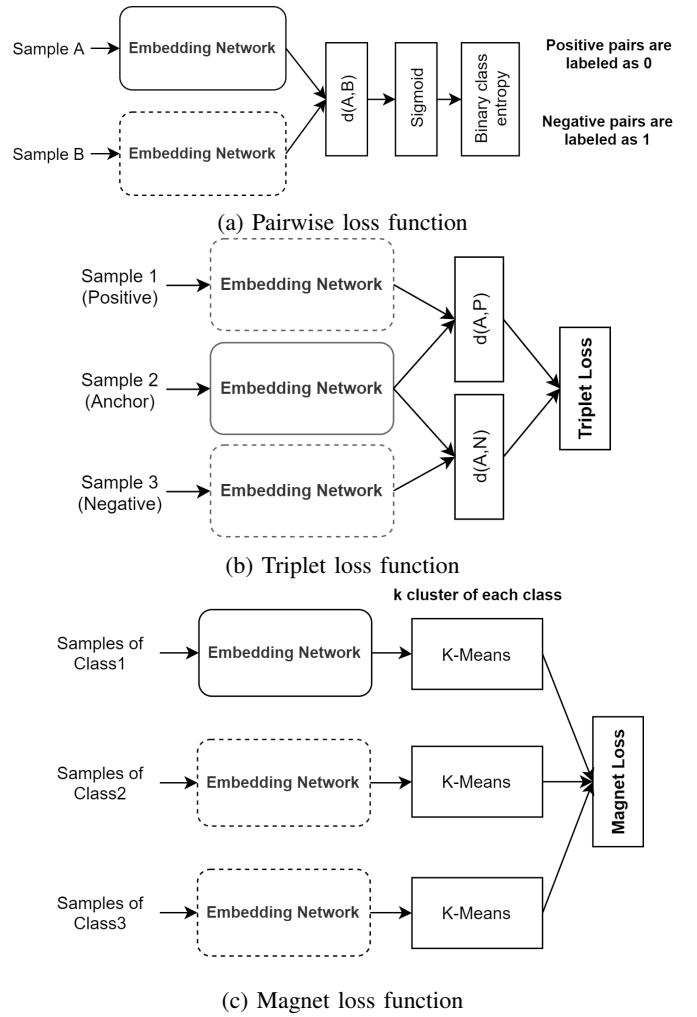 Sample A
Embedding Network
Sample B
Embedding Network
d(A,B)
Sigmoid
Binary class
entropy
Positive pairs are
labeled as 0
Negative pairs are
labeled as 1
(a) Pairwise loss function
Sample 1
(Positive)
Embedding Network
Sample 2
(Anchor)
Embedding Network
Sample 3
(Negative)
Embedding Network
d(A,P)
d(A,N)
Triplet Loss
(b) Triplet loss function
k cluster of each class
Samples of
Class1
Embedding Network
K-Means
Samples of
Class2
Embedding Network
K-Means
Samples of
Class3
Embedding Network
K-Means
Magnet Loss
(c) Magnet loss function